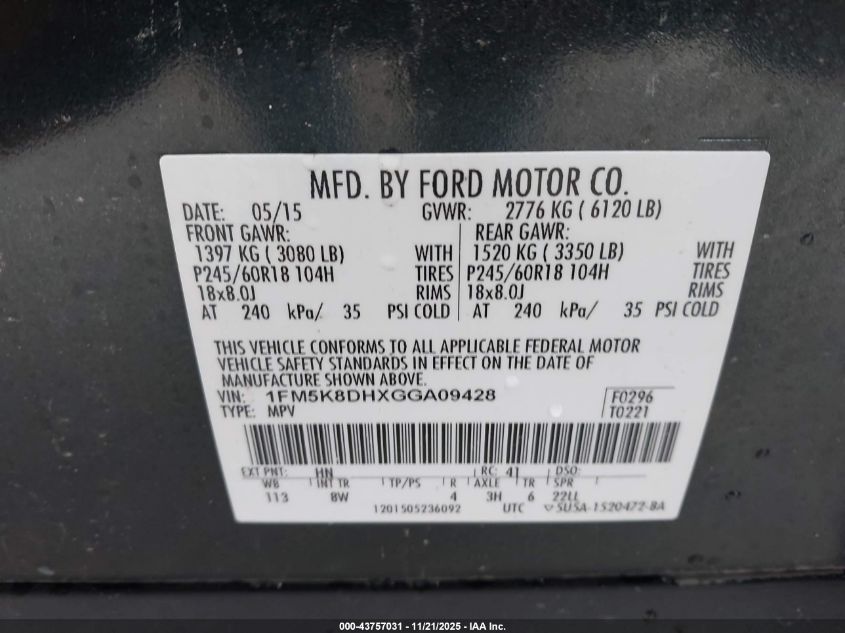 MFD. BY FORD MOTOR CO.
DATE: 05/15 GVWR: 2776 KG ( 6120 LB)
FRONT GAWR: REAR GAWR:
1397 KG ( 3080 LB) WITH 1520 KG ( 3350 LB) WITH
P245/60R18 104H TIRES P245/60R18 104H TIRES
18x8.0J RIMS 18x8.0J RIMS
AT 240 kPa/ 35 PSI COLD AT 240 kPa/ 35 PSI COLD
THIS VEHICLE CONFORMS TO ALL APPLICABLE FEDERAL MOTOR
VEHICLE SAFETY STANDARDS IN EFFECT ON THE DATE OF
MANUFACTURE SHOWN ABOVE.
VIN: 1FM5K8DHXGGA09428 F0296
TYPE: MPV T0221
EXT PNT: HN RC: 41 DSO:
WB INT TR TP/PS R AXLE TR SPR
113 8W 4 3H 6 22LL
1201505236092 UTC ▽ SU5A-1520472-BA
000-43757031 - 11/21/2025 - IAA Inc.